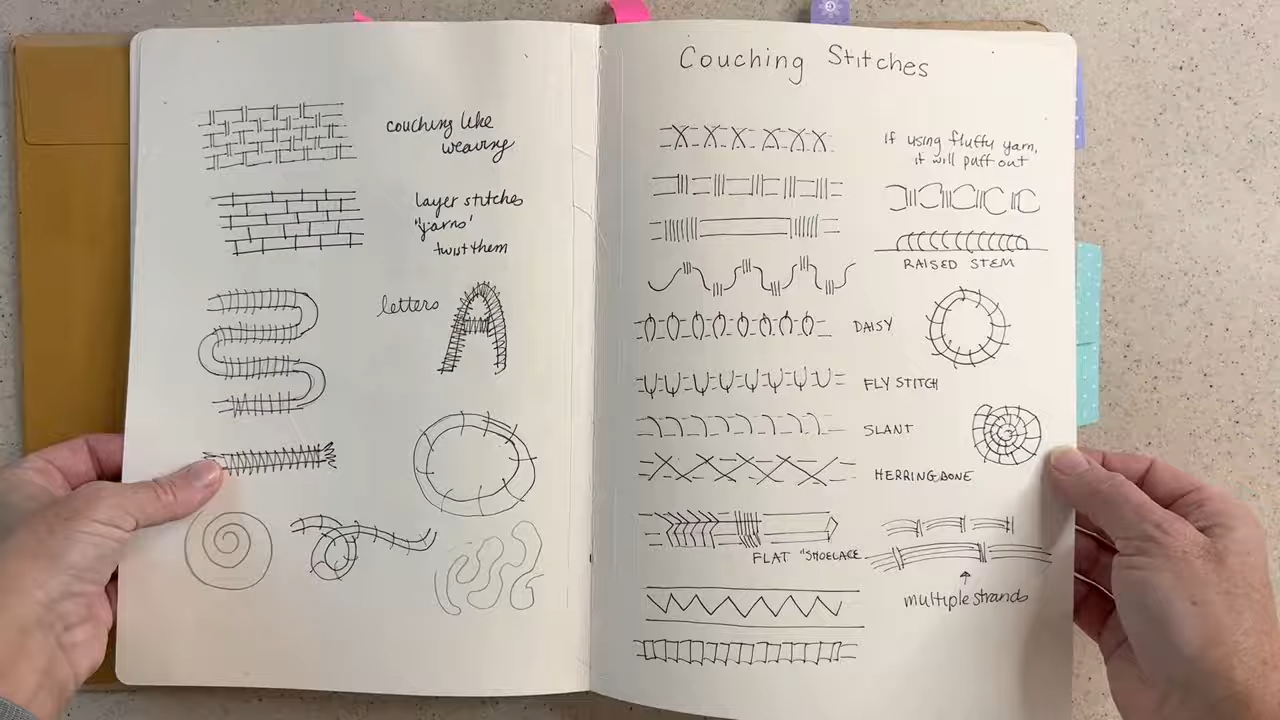 couching like
weaving
layer stitches
"yarns"
twist them
letters
Couching Stitches
If using fluffy yarn,
it will puff out
RAISED STEM
DAISY
FLY STITCH
SLANT
HERRINGBONE
FLAT "SHOELACE
multiple strands